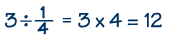 3 ÷ 1/4 = 3 x 4 = 12